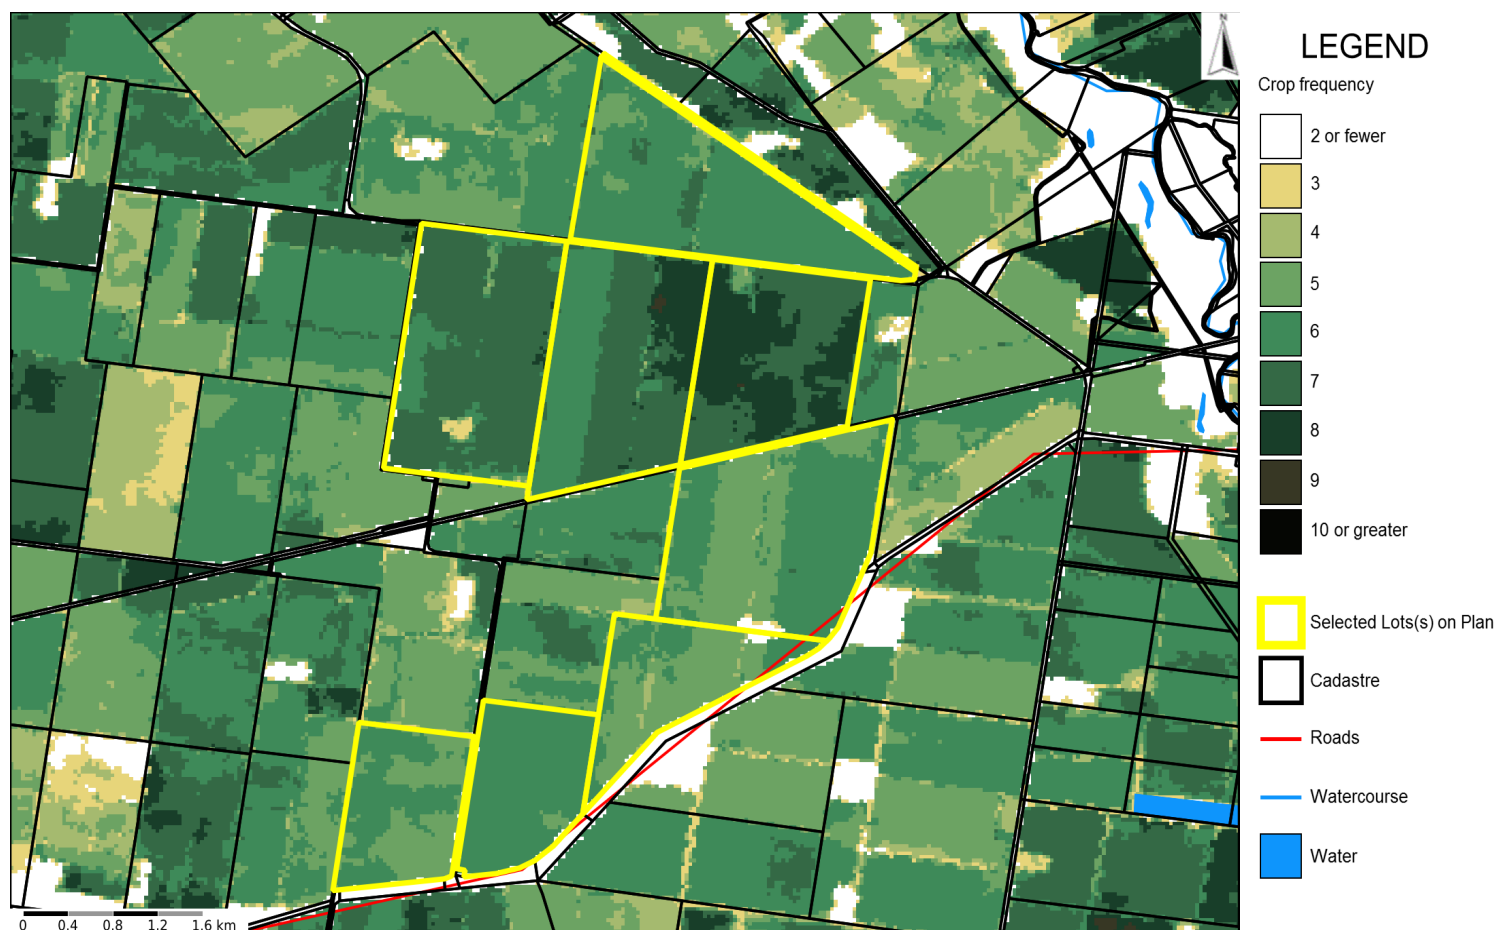 N
LEGEND
Crop frequency
2 or fewer
3
4
5
6
7
8
9
10 or greater
Selected Lots(s) on Plan
Cadastre
Roads
Watercourse
Water
0 0.4 0.8 1.2 1.6 km